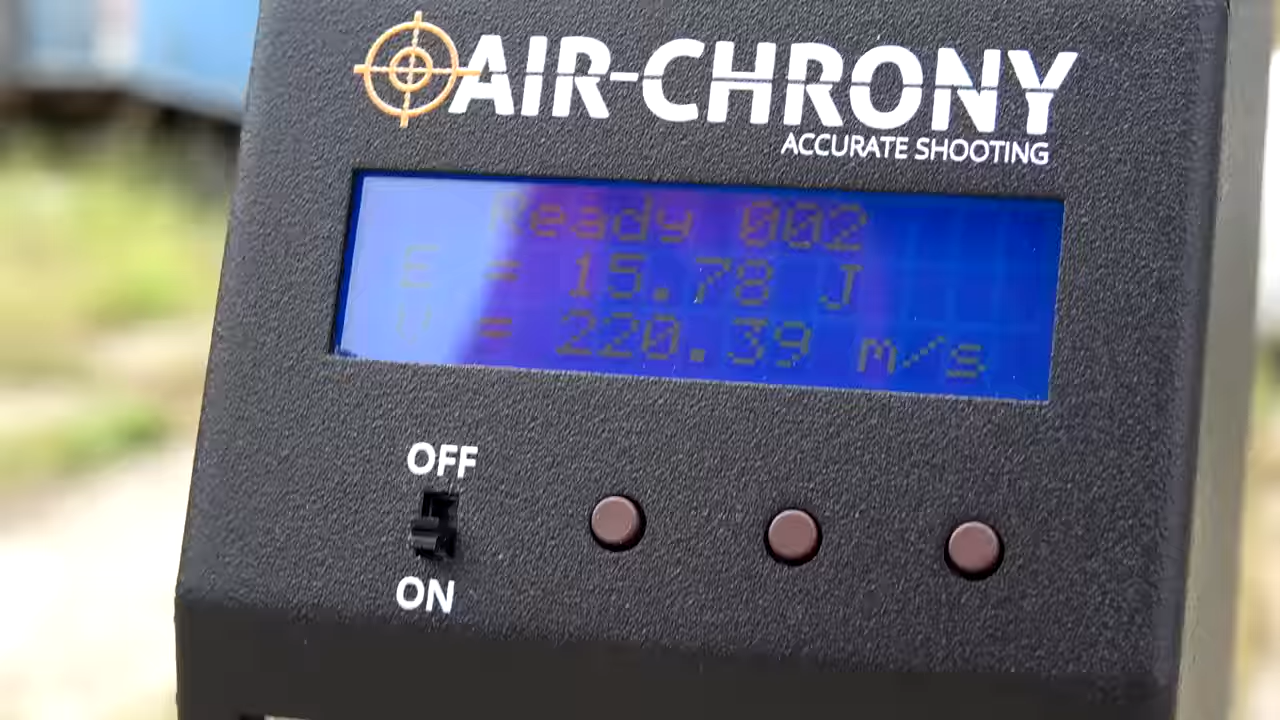 AIR-CHRONY
ACCURATE SHOOTING
Ready 002
E = 15.78 J
V = 220.39 m/s
OFF
ON